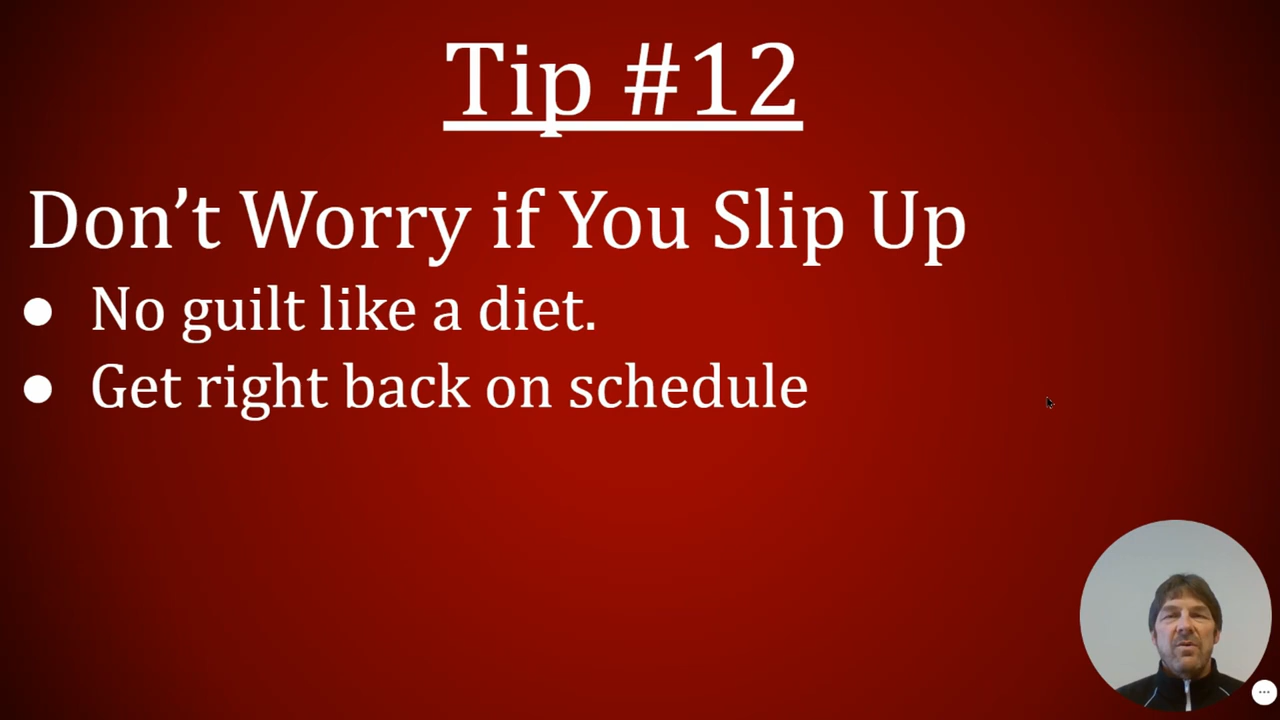 Tip #12
Don’t Worry if You Slip Up
● No guilt like a diet.
● Get right back on schedule